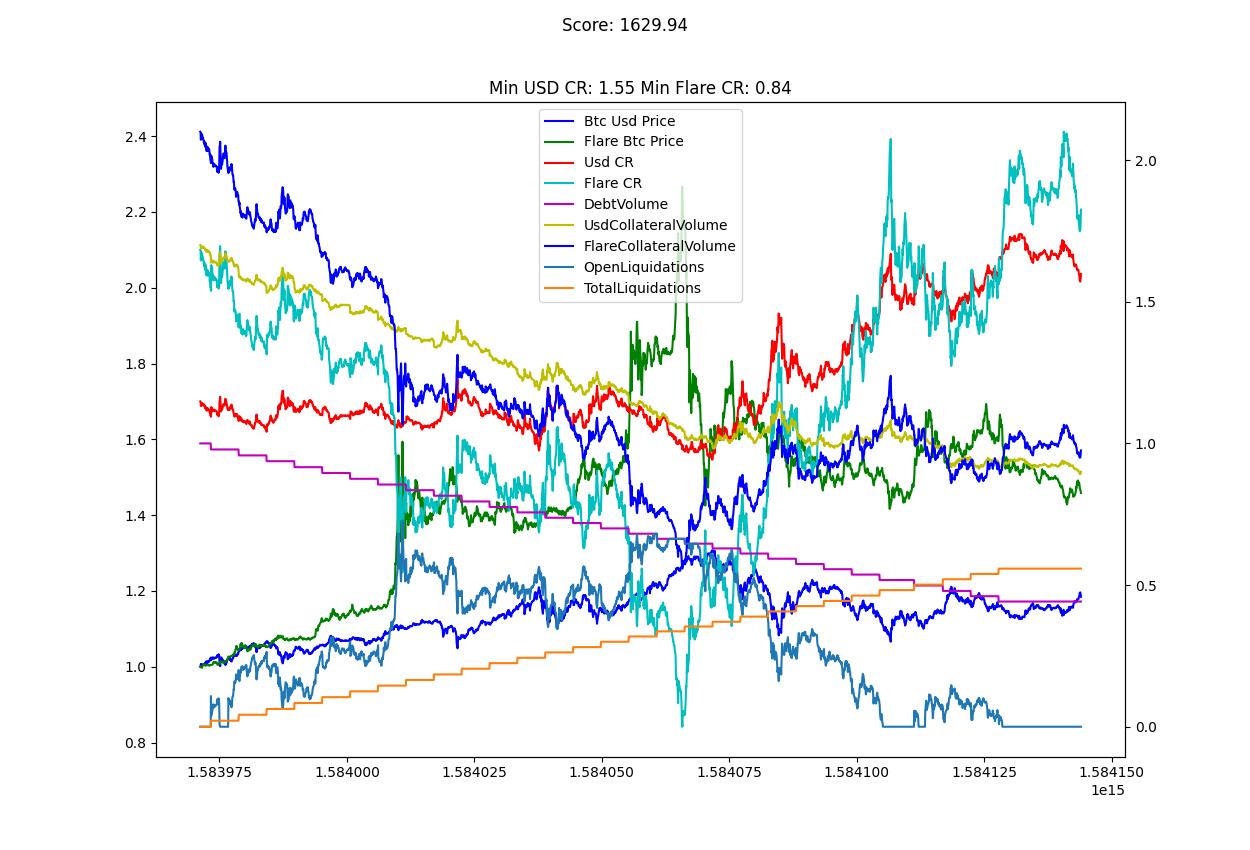 Score: 1629.94
Min USD CR: 1.55 Min Flare CR: 0.84
Btc Usd Price
Flare Btc Price
Usd CR
Flare CR
DebtVolume
UsdCollateralVolume
FlareCollateralVolume
OpenLiquidations
TotalLiquidations
2.4
2.2
2.0
1.8
1.6
1.4
1.2
1.0
0.8
2.0
1.5
1.0
0.5
0.0
1.583975 1.584000 1.584025 1.584050 1.584075 1.584100 1.584125 1.584150
1e15